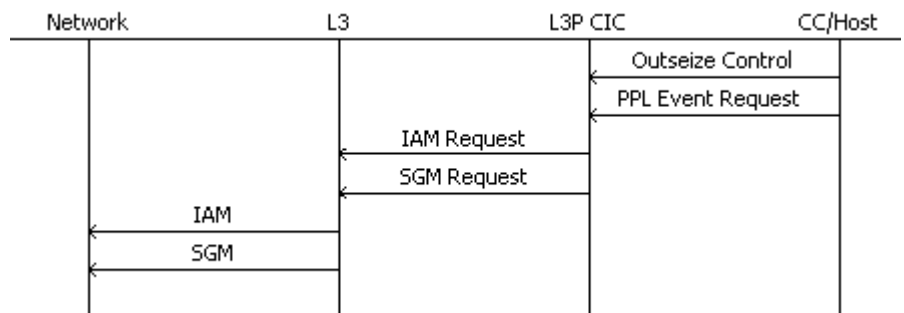 Network L3 L3P CIC CC/Host
Outseize Control
PPL Event Request
IAM Request
SGM Request
IAM
SGM